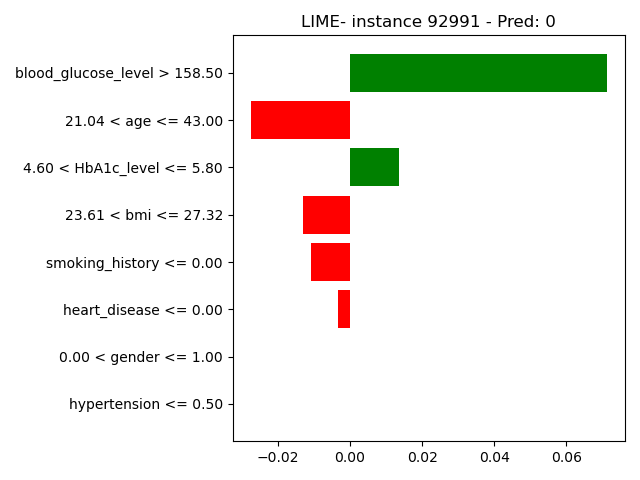 LIME- instance 92991 - Pred: 0
blood_glucose_level > 158.50
21.04 < age <= 43.00
4.60 < HbA1c_level <= 5.80
23.61 < bmi <= 27.32
smoking_history <= 0.00
heart_disease <= 0.00
0.00 < gender <= 1.00
hypertension <= 0.50
−0.02 0.00 0.02 0.04 0.06